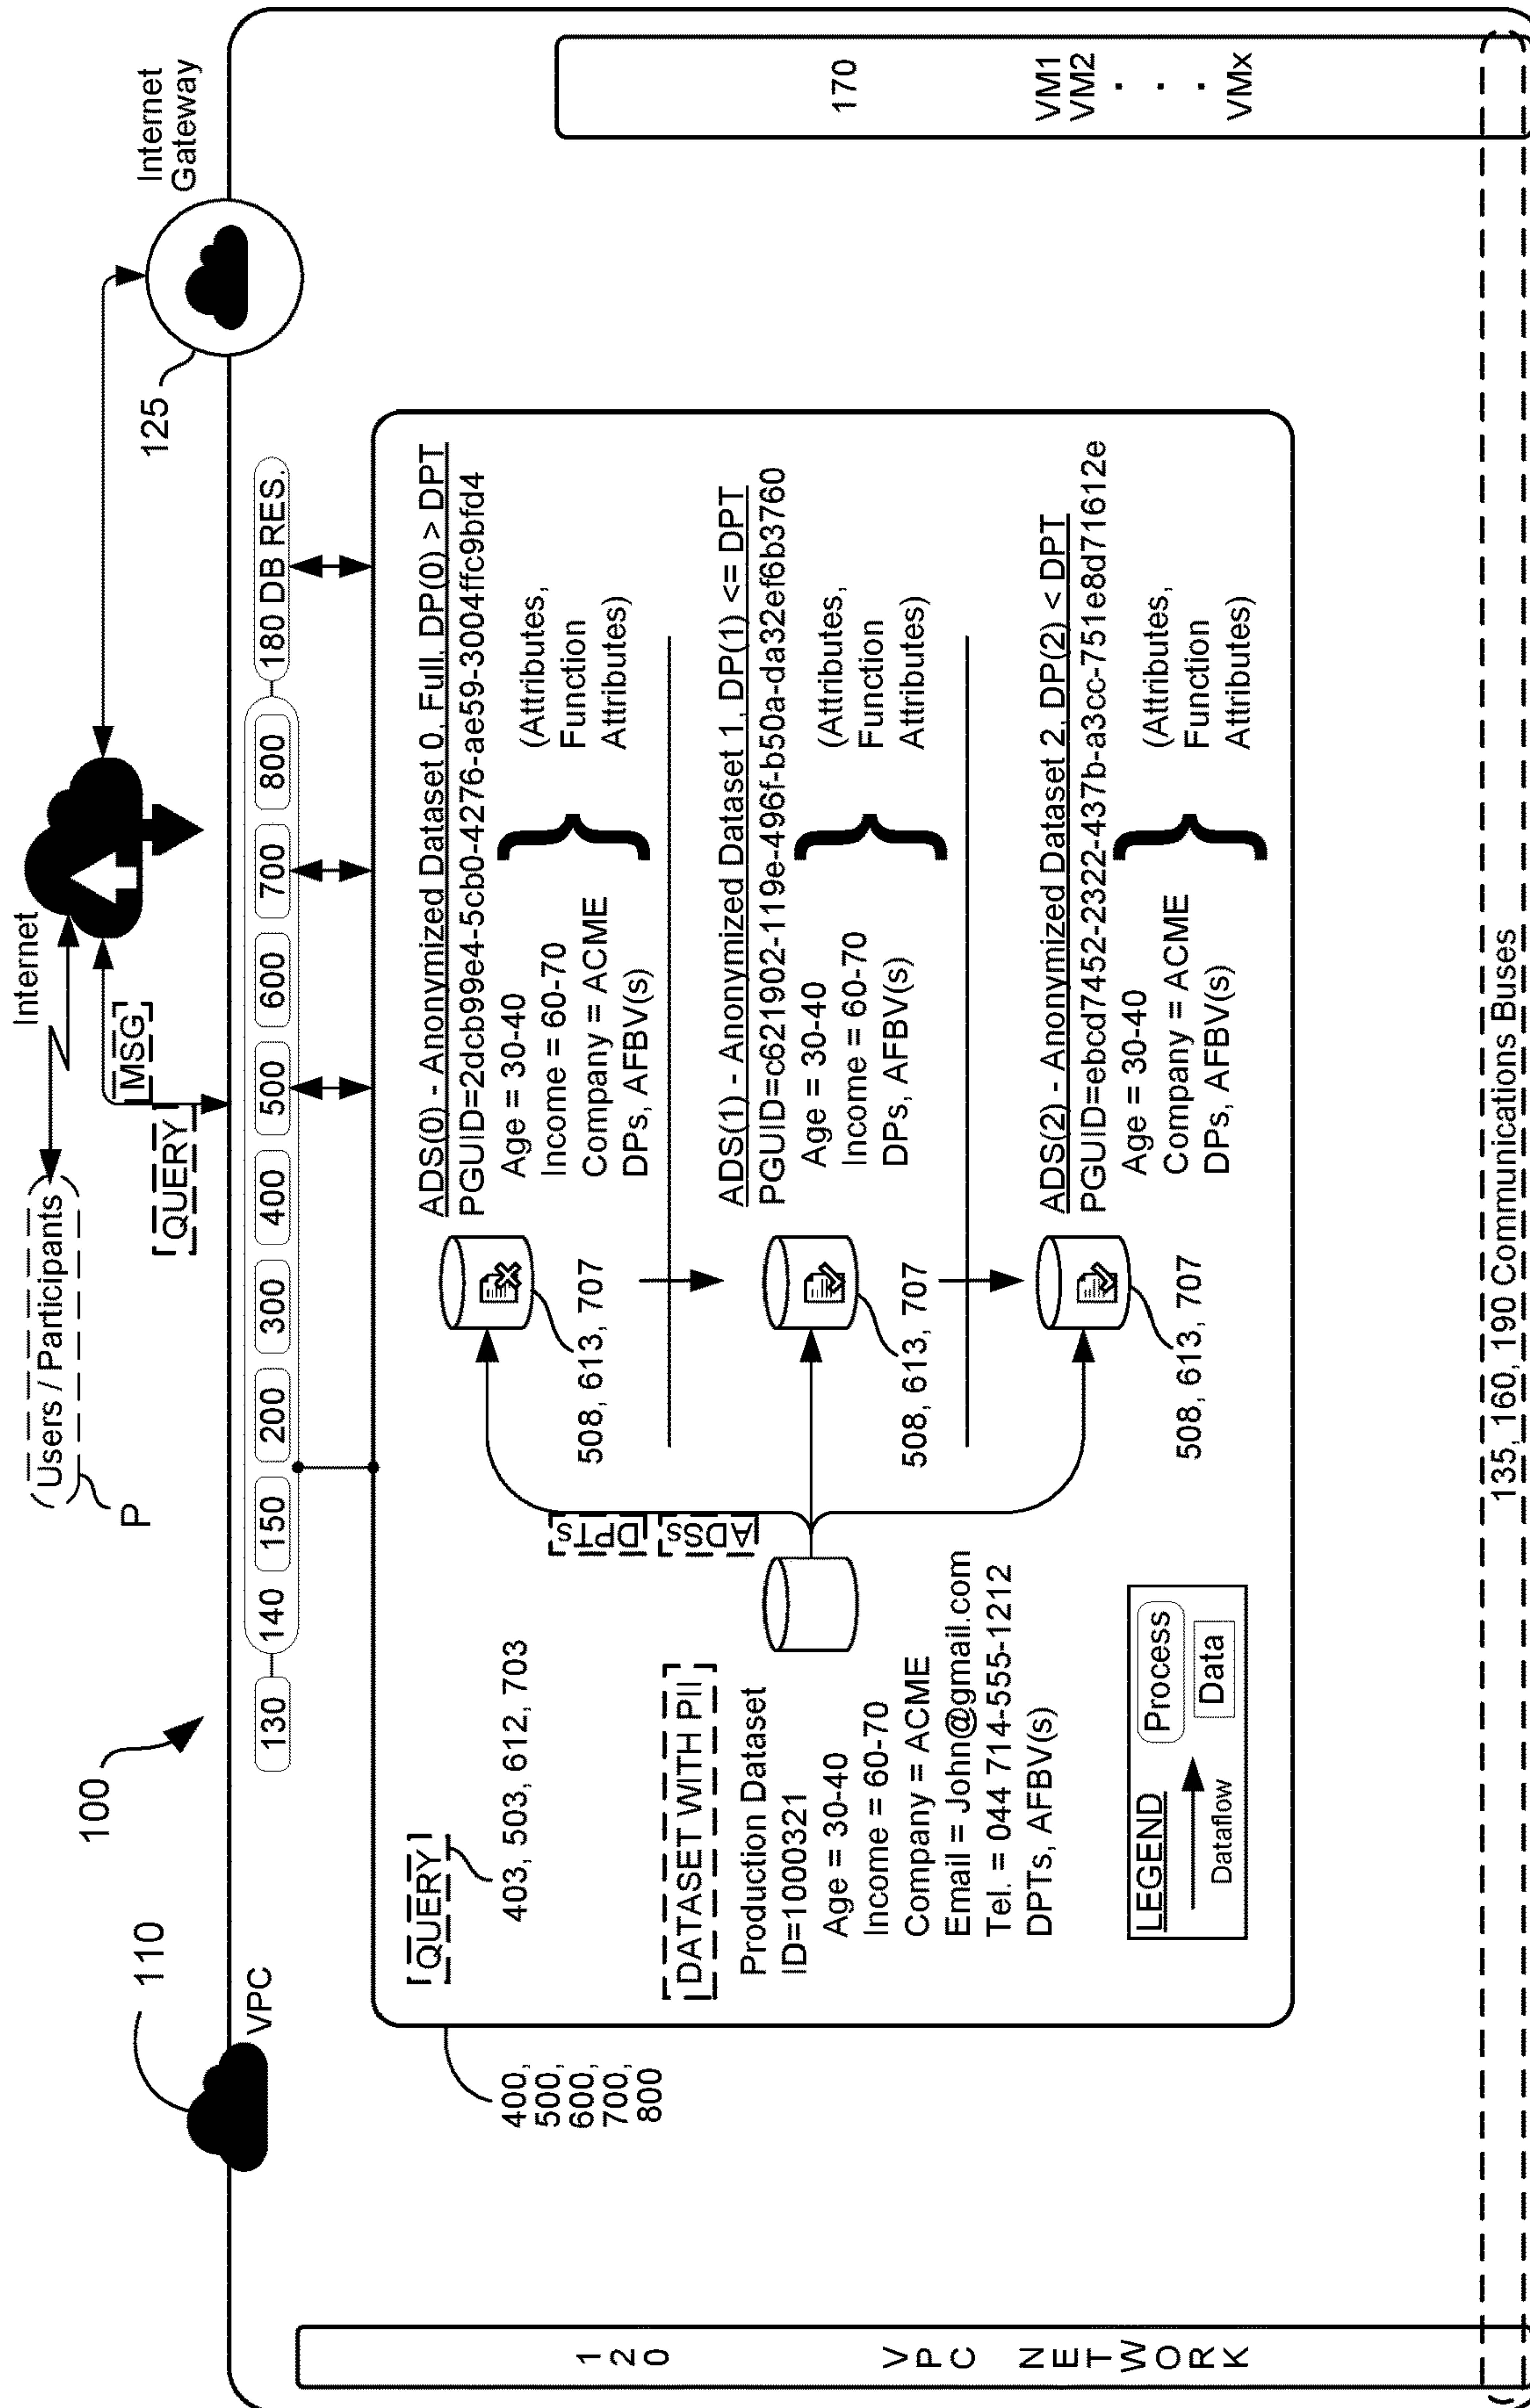 (Users / Participants)
P
Internet
QUERY
MSG
Internet
Gateway
125
100
110
VPC
130
140
150
200
300
400
500
600
700
800
180 DB RES.
400,
500,
600,
700,
800
QUERY
403, 503, 612, 703
DATASET WITH PII
Production Dataset
ID=1000321
Age = 30-40
Income = 60-70
Company = ACME
Email = John@gmail.com
Tel. = 044 714-555-1212
DPTs, AFBV(s)
DPTs
ADSs
LEGEND
Dataflow
Process
Data
ADS(0) - Anonymized Dataset 0, Full, DP(0) > DPT
PGUID=2dcb99e4-5cb0-4276-ae59-3004ffc9bfd4
Age = 30-40
Income = 60-70
Company = ACME
DPs, AFBV(s)
(Attributes,
Function
Attributes)
508, 613, 707
ADS(1) - Anonymized Dataset 1, DP(1) <= DPT
PGUID=c621902-119e-496f-b50a-da32ef6b3760
Age = 30-40
Income = 60-70
DPs, AFBV(s)
(Attributes,
Function
Attributes)
508, 613, 707
ADS(2) - Anonymized Dataset 2, DP(2) < DPT
PGUID=ebcd7452-2322-437b-a3cc-751e8d71612e
Age = 30-40
Company = ACME
DPs, AFBV(s)
(Attributes,
Function
Attributes)
508, 613, 707
120
VPC NETWORK
170
VM1
VM2
.
.
.
VMx
135, 160, 190 Communications Buses